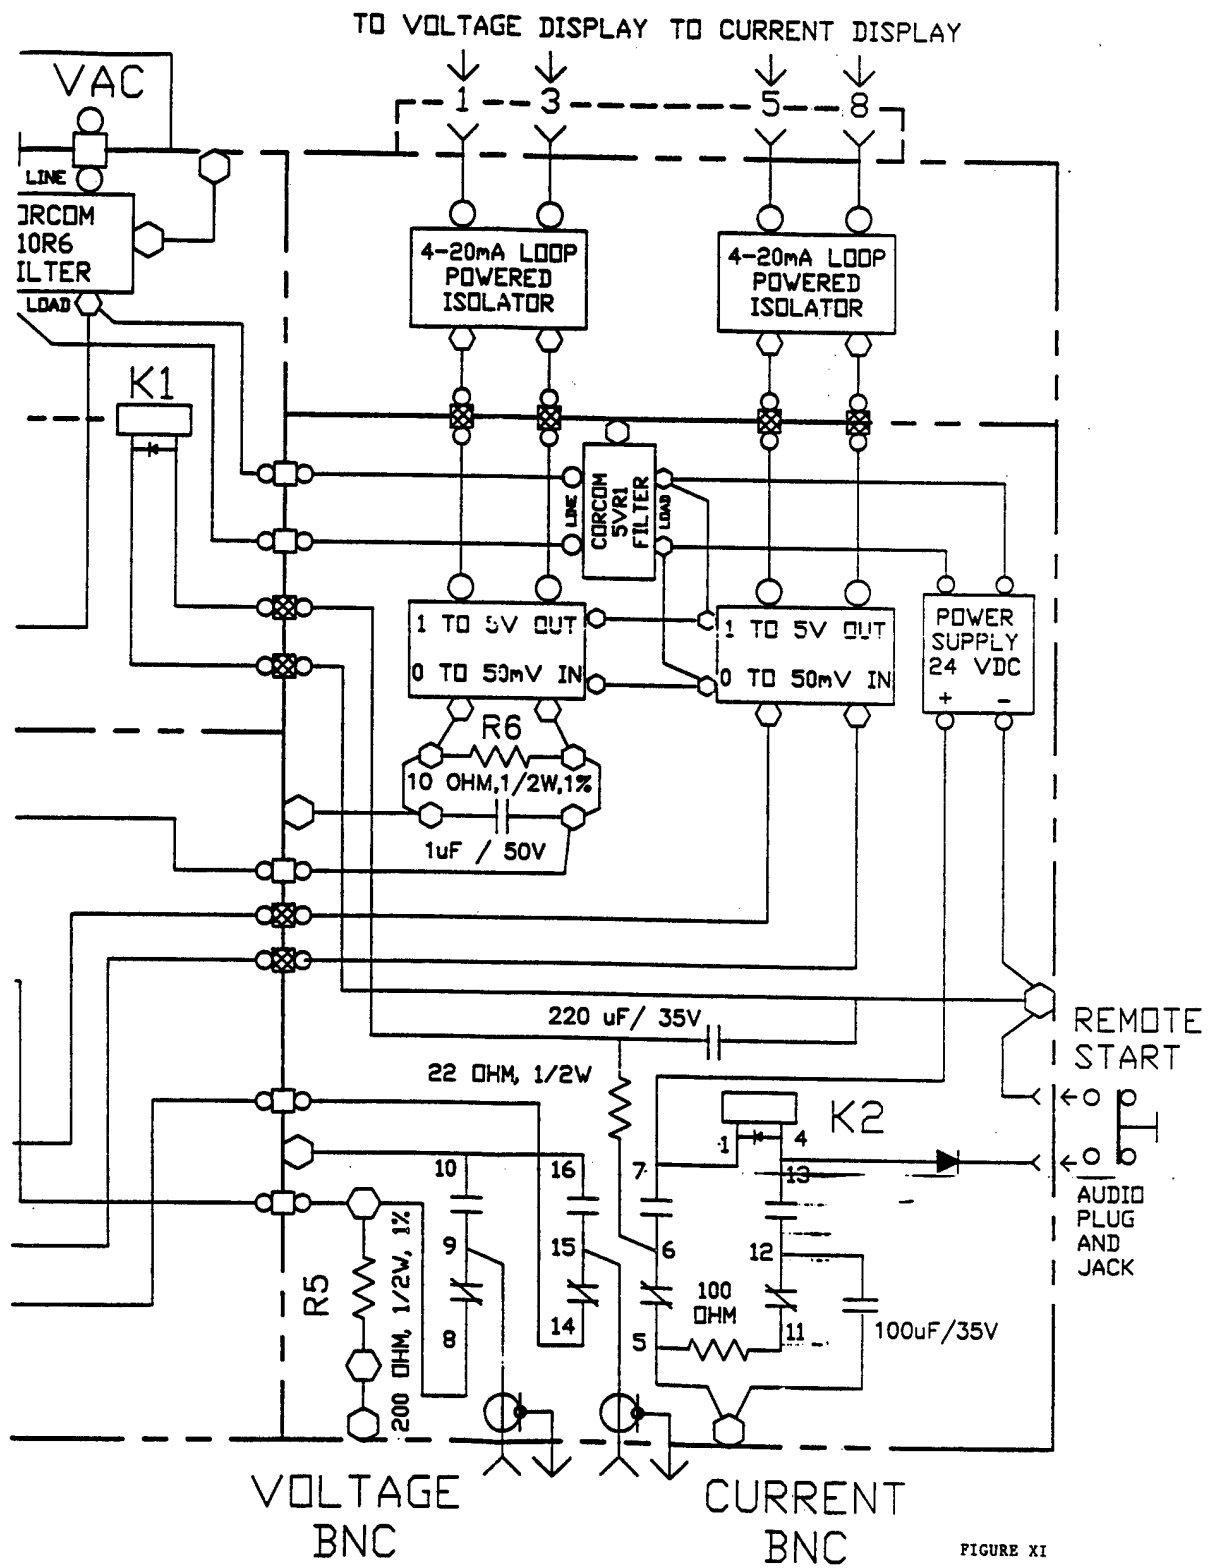 TO VOLTAGE DISPLAY TO CURRENT DISPLAY
1 3 5 8
VAC
LINE
ORCOM
10R6
ILTER
LOAD
4-20mA LOOP
POWERED
ISOLATOR
4-20mA LOOP
POWERED
ISOLATOR
K1
LINE
CORCOM
5VR1
FILTER
LOAD
1 TO 5V OUT
0 TO 50mV IN
1 TO 5V OUT
0 TO 50mV IN
POWER
SUPPLY
24 VDC
+ -
R6
10 OHM,1/2W,1%
1uF / 50V
220 uF/ 35V
REMOTE
START
22 OHM, 1/2W
K2
1 4
10 16 7 13
9 15 6 12
8 14 5 11
R5
200 OHM, 1/2W, 1%
100
OHM
100uF/35V
AUDIO
PLUG
AND
JACK
VOLTAGE
BNC
CURRENT
BNC
FIGURE XI